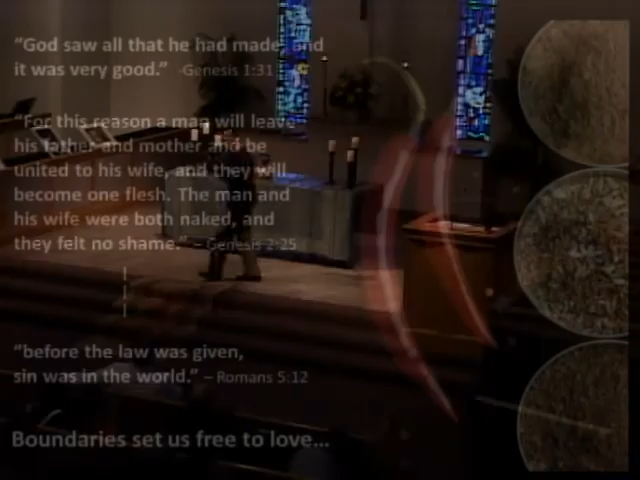 “God saw all that he had made, and
it was very good.” -Genesis 1:31
“For this reason a man will leave
his father and mother and be
united to his wife, and they will
become one flesh. The man and
his wife were both naked, and
they felt no shame.” – Genesis 2:25
“before the law was given,
sin was in the world.” – Romans 5:12
Boundaries set us free to love...